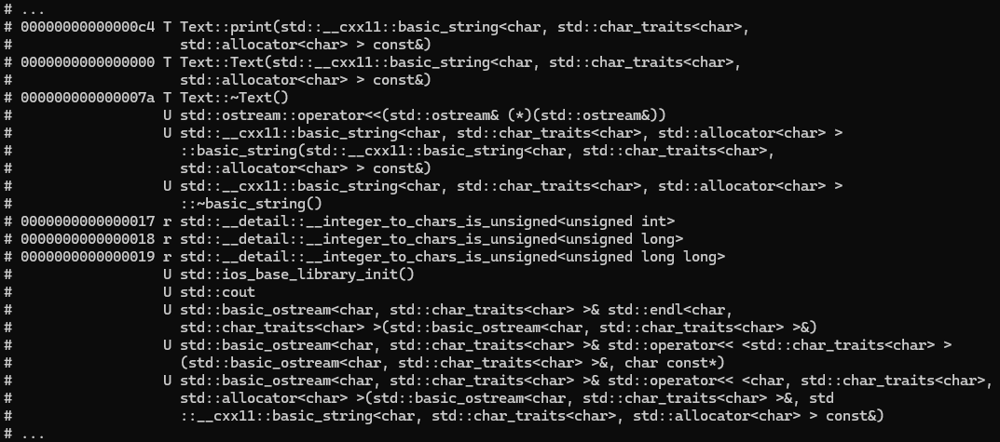 # ...
# 00000000000000c4 T Text::print(std::__cxx11::basic_string<char, std::char_traits<char>,
#                    std::allocator<char> > const&)
# 0000000000000000 T Text::Text(std::__cxx11::basic_string<char, std::char_traits<char>,
#                    std::allocator<char> > const&)
# 000000000000007a T Text::~Text()
#                  U std::ostream::operator<<(std::ostream& (*)(std::ostream&))
#                  U std::__cxx11::basic_string<char, std::char_traits<char>, std::allocator<char> >
#                    ::basic_string(std::__cxx11::basic_string<char, std::char_traits<char>,
#                    std::allocator<char> > const&)
#                  U std::__cxx11::basic_string<char, std::char_traits<char>, std::allocator<char> >
#                    ::~basic_string()
# 0000000000000017 r std::__detail::__integer_to_chars_is_unsigned<unsigned int>
# 0000000000000018 r std::__detail::__integer_to_chars_is_unsigned<unsigned long>
# 0000000000000019 r std::__detail::__integer_to_chars_is_unsigned<unsigned long long>
#                  U std::ios_base_library_init()
#                  U std::cout
#                  U std::basic_ostream<char, std::char_traits<char> >& std::endl<char,
#                    std::char_traits<char> >(std::basic_ostream<char, std::char_traits<char> >&)
#                  U std::basic_ostream<char, std::char_traits<char> >& std::operator<< <std::char_traits<char> >
#                    (std::basic_ostream<char, std::char_traits<char> >&, char const*)
#                  U std::basic_ostream<char, std::char_traits<char> >& std::operator<< <char, std::char_traits<char>,
#                    std::allocator<char> >(std::basic_ostream<char, std::char_traits<char> >&, std
#                    ::__cxx11::basic_string<char, std::char_traits<char>, std::allocator<char> > const&)
# ...